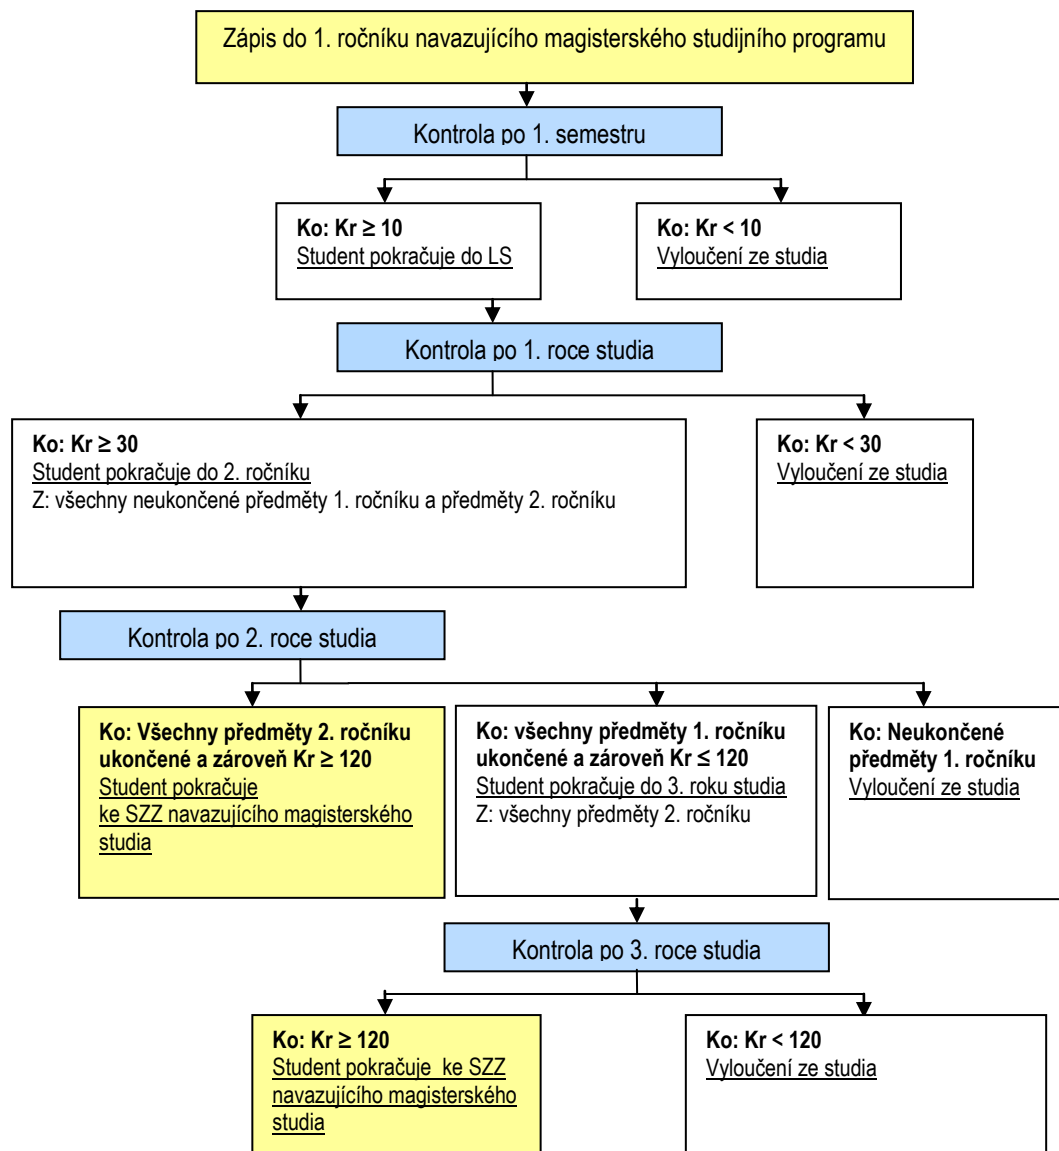 Zápis do 1. ročníku navazujícího magisterského studijního programu
Kontrola po 1. semestru
Ko: Kr ≥ 10
Student pokračuje do LS
Ko: Kr < 10
Vyloučení ze studia
Kontrola po 1. roce studia
Ko: Kr ≥ 30
Student pokračuje do 2. ročníku
Z: všechny neukončené předměty 1. ročníku a předměty 2. ročníku
Ko: Kr < 30
Vyloučení ze studia
Kontrola po 2. roce studia
Ko: Všechny předměty 2. ročníku
ukončené a zároveň Kr ≥ 120
Student pokračuje
ke SZZ navazujícího magisterského
studia
Ko: všechny předměty 1. ročníku
ukončené a zároveň Kr ≤ 120
Student pokračuje do 3. roku studia
Z: všechny předměty 2. ročníku
Ko: Neukončené
předměty 1. ročníku
Vyloučení ze studia
Kontrola po 3. roce studia
Ko: Kr ≥ 120
Student pokračuje  ke SZZ
navazujícího magisterského
studia
Ko: Kr < 120
Vyloučení ze studia